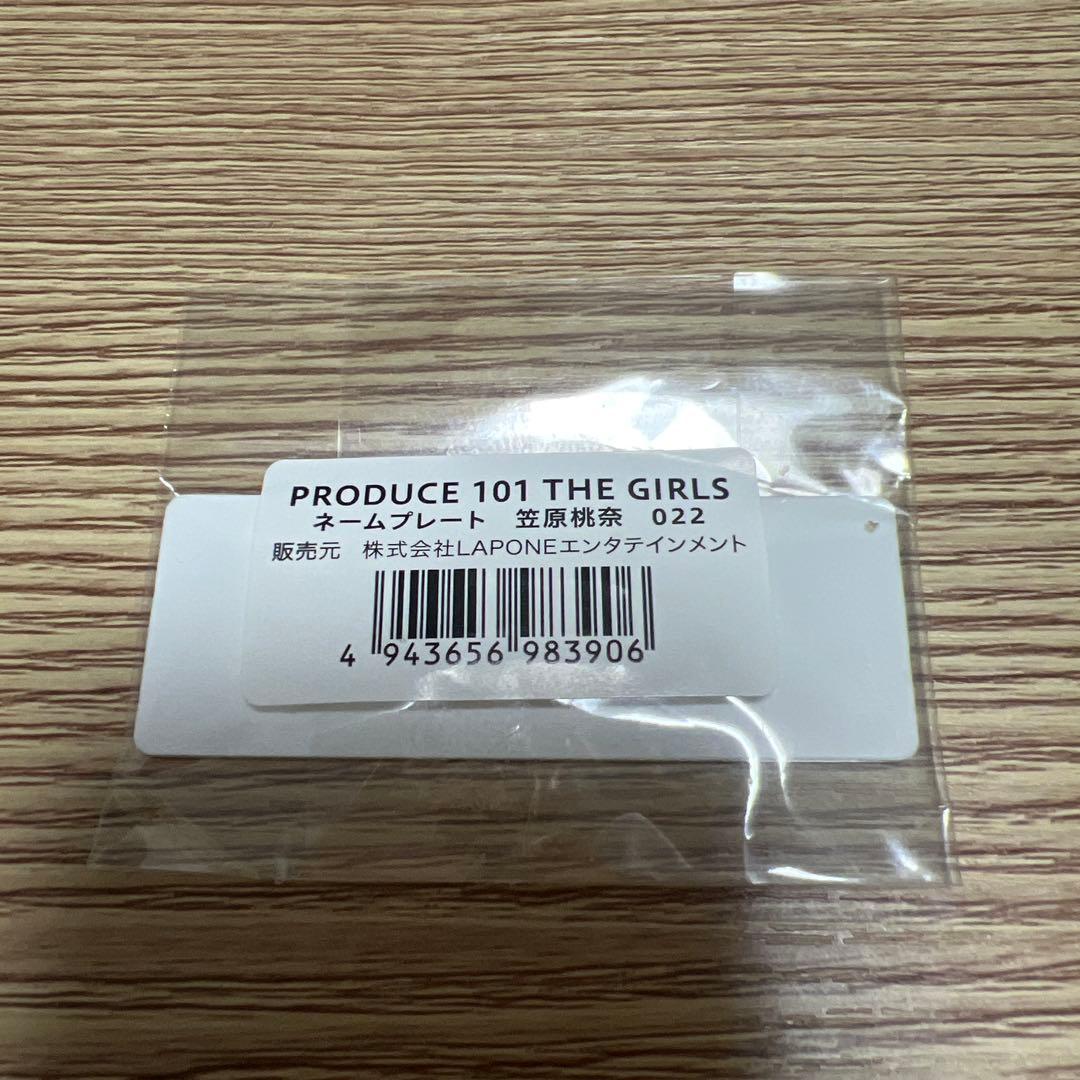 PRODUCE 101 THE GIRLS
ネームプレート　笠原桃奈　022
販売元　株式会社LAPONEエンタテインメント
4 943656 983906